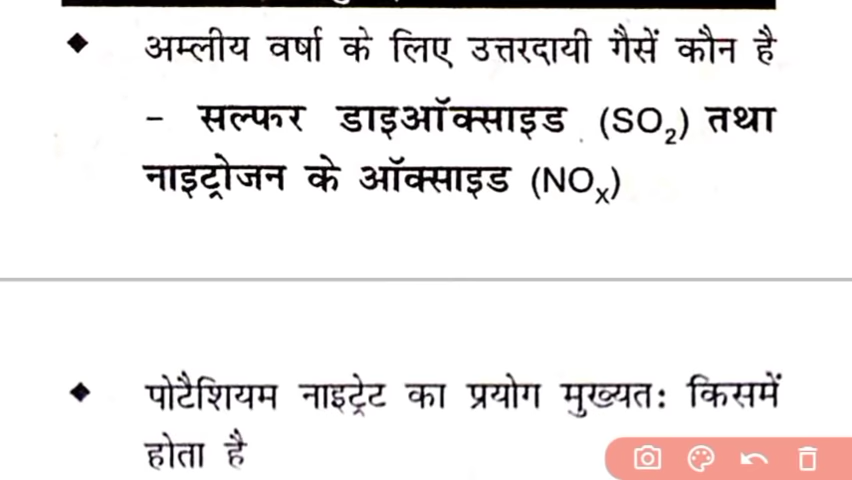 ◆ अम्लीय वर्षा के लिए उत्तरदायी गैसें कौन है
– सल्फर डाइऑक्साइड (SO₂) तथा
नाइट्रोजन के ऑक्साइड (NOₓ)
◆ पोटैशियम नाइट्रेट का प्रयोग मुख्यत: किसमें
होता है